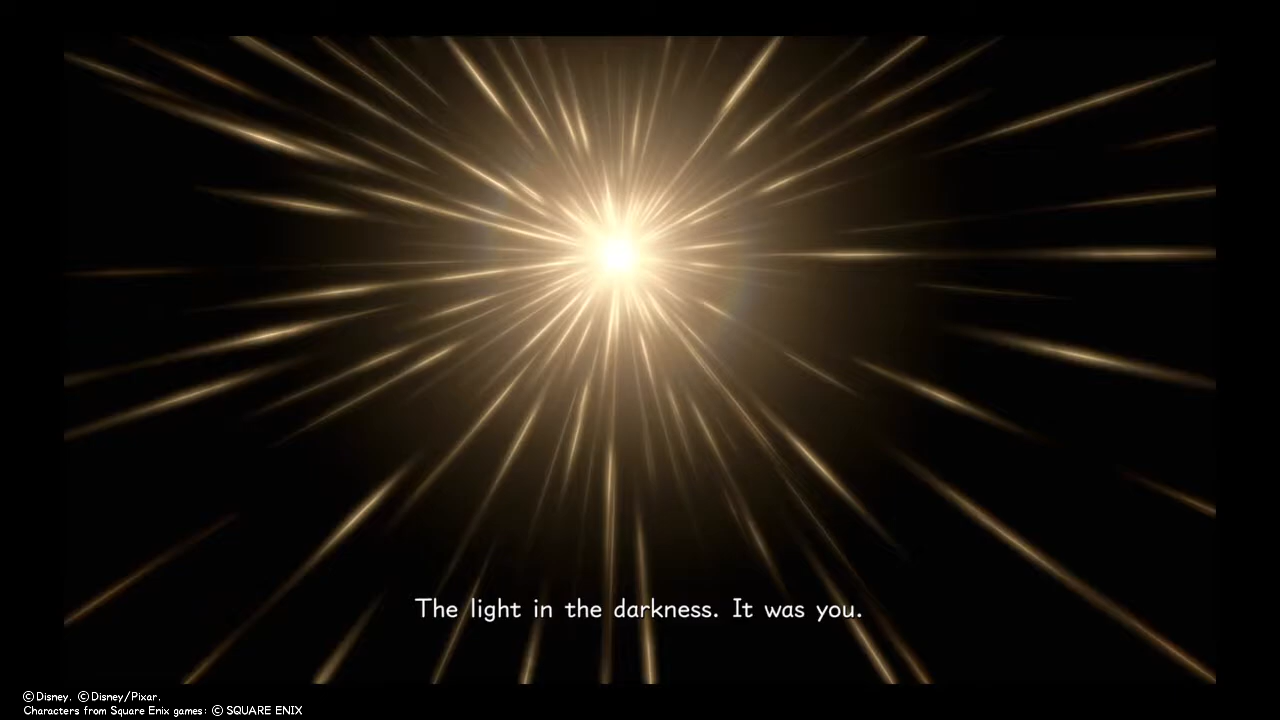 The light in the darkness. It was you.
©Disney. ©Disney/Pixar.
Characters from Square Enix games: © SQUARE ENIX